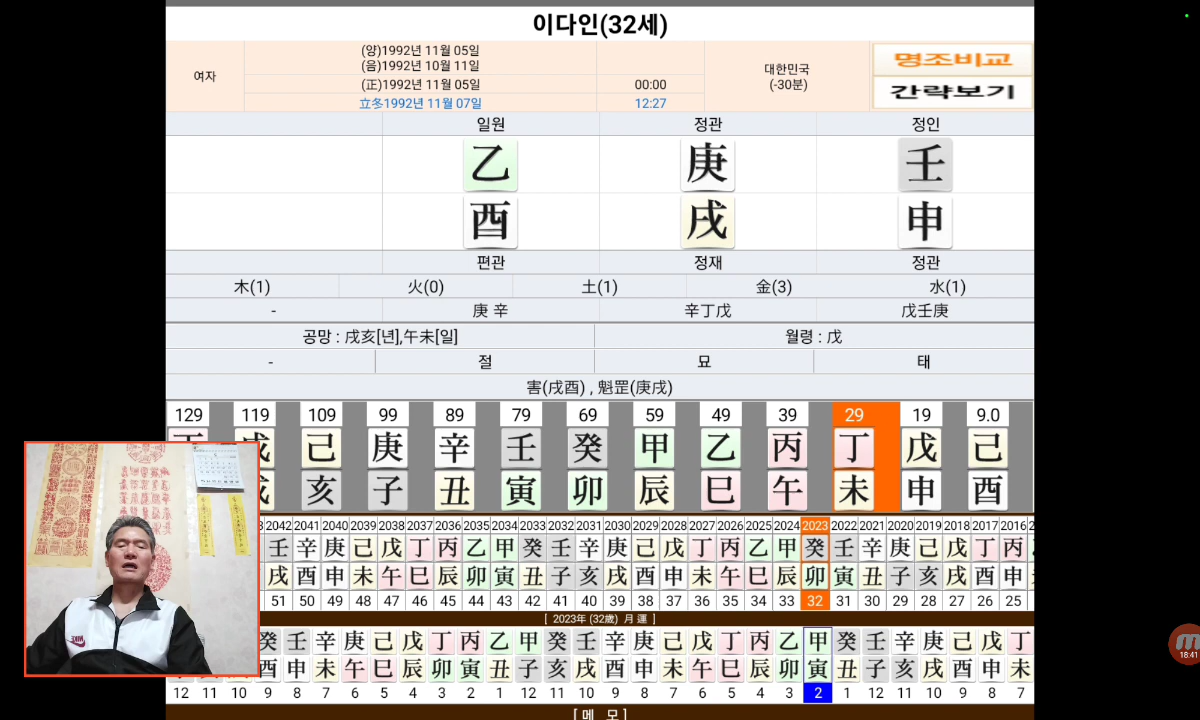 이다인(32세)
여자
(양)1992년 11월 05일
(음)1992년 10월 11일
(正)1992년 11월 05일 00:00
立冬1992년 11월 07일 12:27
대한민국
(-30분)
명조비교
간략보기
일원 정관 정인
乙 庚 壬
酉 戌 申
편관 정재 정관
木(1) 火(0) 土(1) 金(3) 水(1)
- 庚 辛 辛丁戊 戊壬庚
공망 : 戌亥[년],午未[일] 월령 : 戊
- 절 묘 태
害(戌酉) , 魁罡(庚戌)
129 119 109 99 89 79 69 59 49 39 29 19 9.0
戊 己 庚 辛 壬 癸 甲 乙 丙 丁 戊 己
戌 亥 子 丑 寅 卯 辰 巳 午 未 申 酉
2042 2041 2040 2039 2038 2037 2036 2035 2034 2033 2032 2031 2030 2029 2028 2027 2026 2025 2024 2023 2022 2021 2020 2019 2018 2017 2016
壬 辛 庚 己 戊 丁 丙 乙 甲 癸 壬 辛 庚 己 戊 丁 丙 乙 甲 癸 壬 辛 庚 己 戊 丁 丙
戌 酉 申 未 午 巳 辰 卯 寅 丑 子 亥 戌 酉 申 未 午 巳 辰 卯 寅 丑 子 亥 戌 酉 申
51 50 49 48 47 46 45 44 43 42 41 40 39 38 37 36 35 34 33 32 31 30 29 28 27 26 25
[ 2023年 (32歲) 月 運 ]
癸 壬 辛 庚 己 戊 丁 丙 乙 甲 癸 壬 辛 庚 己 戊 丁 丙 乙 甲 癸 壬 辛 庚 己 戊 丁
酉 申 未 午 巳 辰 卯 寅 丑 子 亥 戌 酉 申 未 午 巳 辰 卯 寅 丑 子 亥 戌 酉 申 未
12 11 10 9 8 7 6 5 4 3 2 1 12 11 10 9 8 7 6 5 4 3 2 1 12 11 10 9 8 7
[ 메 모 ]
18:41